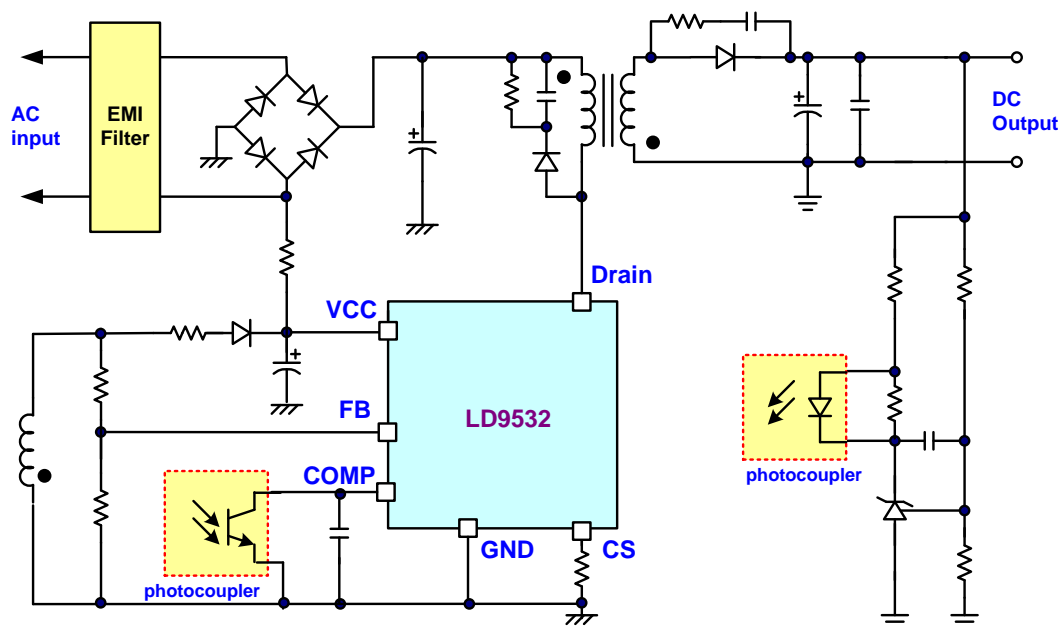 AC
input
EMI
Filter
+
+
DC
Output
Drain
VCC
+
FB
LD9532
COMP
photocoupler
GND
CS
photocoupler